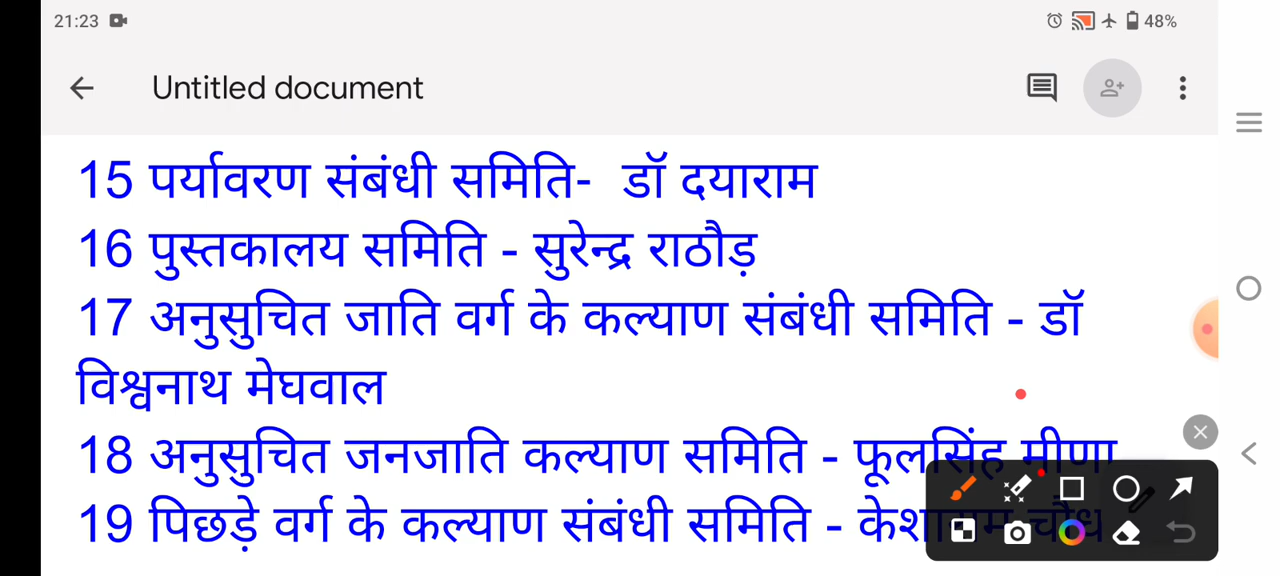 21:23
48%
Untitled document
15 पर्यावरण संबंधी समिति- डॉ दयाराम
16 पुस्तकालय समिति - सुरेन्द्र राठौड़
17 अनुसुचित जाति वर्ग के कल्याण संबंधी समिति - डॉ
विश्वनाथ मेघवाल
18 अनुसुचित जनजाति कल्याण समिति - फूलसिंह मीणा
19 पिछड़े वर्ग के कल्याण संबंधी समिति -